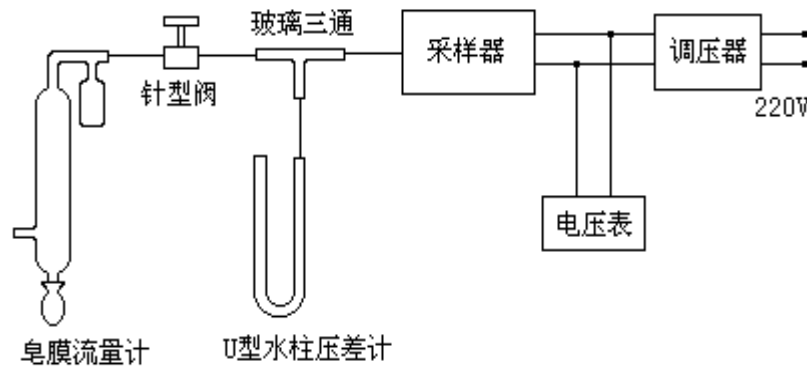 玻璃三通
采样器
调压器
针型阀
220V
电压表
皂膜流量计
U型水柱压差计